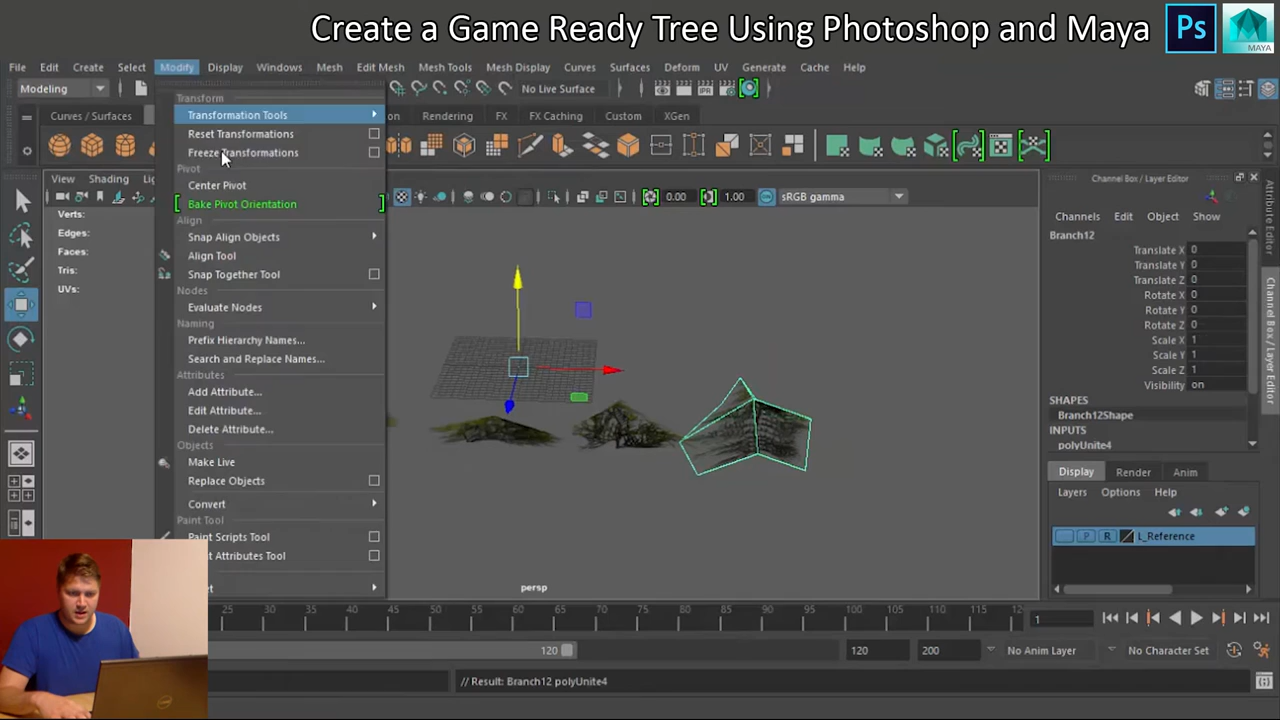 Create a Game Ready Tree Using Photoshop and Maya
Ps
MAYA
File Edit Create Select Modify Display Windows Mesh Edit Mesh Mesh Tools Mesh Display Curves Surfaces Deform UV Generate Cache Help
Modeling
No Live Surface
Curves / Surfaces
Rendering FX FX Caching Custom XGen
Transform
Transformation Tools
Reset Transformations
Freeze Transformations
Pivot
Center Pivot
Bake Pivot Orientation
Align
Snap Align Objects
Align Tool
Snap Together Tool
Nodes
Evaluate Nodes
Naming
Prefix Hierarchy Names...
Search and Replace Names...
Attributes
Add Attribute...
Edit Attribute...
Delete Attribute...
Objects
Make Live
Replace Objects
Convert
Paint Tool
Paint Scripts Tool
Attributes Tool
View Shading
Verts:
Edges:
Faces:
Tris:
UVs:
0.00 1.00 sRGB gamma
persp
Channel Box / Layer Editor
Channels Edit Object Show
Branch12
Translate X 0
Translate Y 0
Translate Z 0
Rotate X 0
Rotate Y 0
Rotate Z 0
Scale X 1
Scale Y 1
Scale Z 1
Visibility on
SHAPES
Branch12Shape
INPUTS
polyUnite4
Display Render Anim
Layers Options Help
P R L_Reference
Attribute Editor
Channel Box / Layer Editor
25 30 35 40 45 50 55 60 65 70 75 80 85 90 95 100 105 110 115 12
1
120 120 200 No Anim Layer No Character Set
// Result: Branch12 polyUnite4